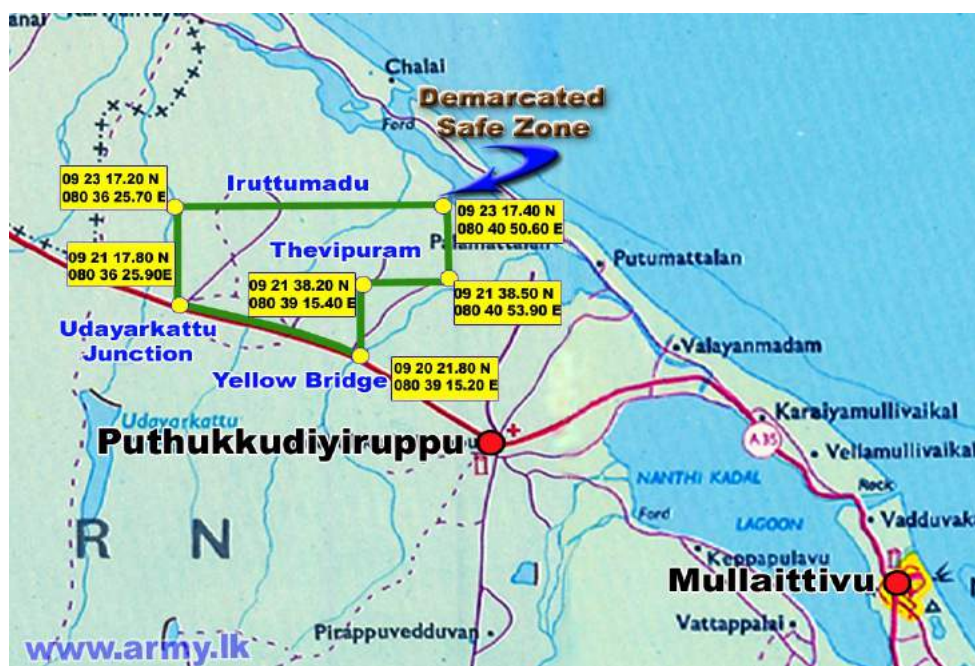 Chalai
Demarcated
Safe Zone
Ford
09 23 17.20 N
080 36 25.70 E
Iruttumadu
09 23 17.40 N
080 40 50.60 E
Thevipuram
09 21 17.80 N
080 36 25.90E
Putumattalan
09 21 38.20 N
080 39 15.40 E
09 21 38.50 N
080 40 53.90 E
Udayarkattu
Junction
Valayanmadam
Yellow Bridge
09 20 21.80 N
080 39 15.20 E
Udayarkattu
Karaiyamullivaikal
Puthukkudiyiruppu
A35
Vellamullivaikal
NANTHI KADAL
Rock
R N
Ford
LAGOON
Vadduvak
Keppapulavu
Mullaittivu
Piráppuvedduvan
Vattappalai
www.army.lk